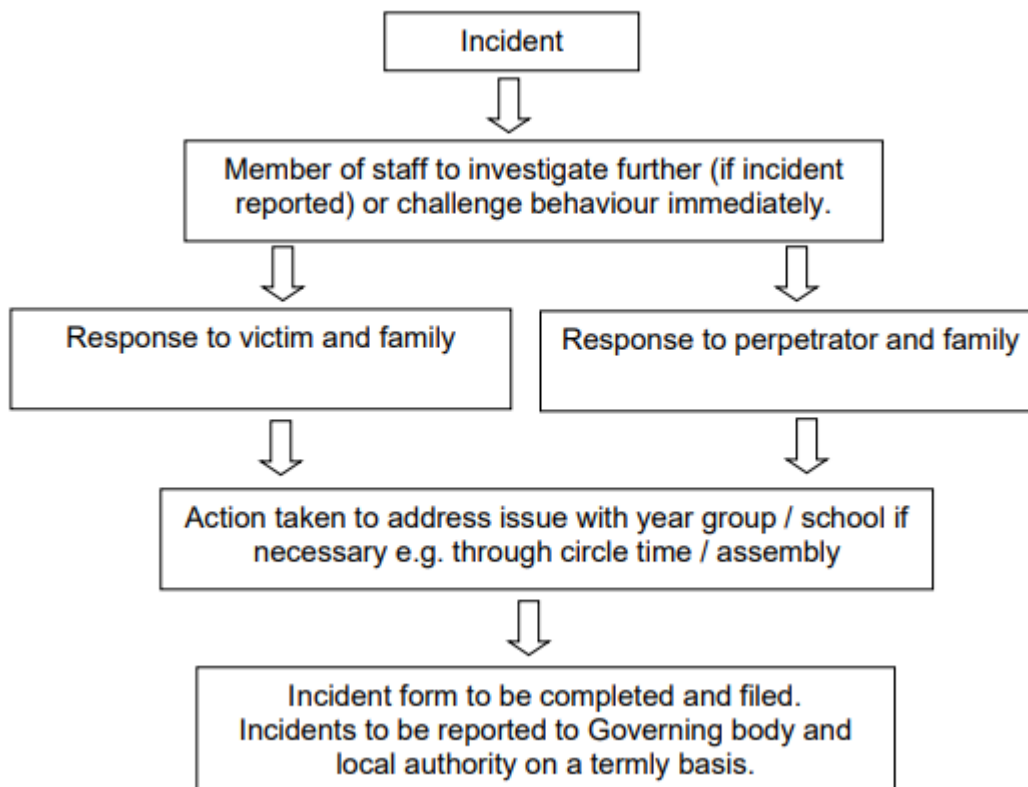 Incident
Member of staff to investigate further (if incident
reported) or challenge behaviour immediately.
Response to victim and family
Response to perpetrator and family
Action taken to address issue with year group / school if
necessary e.g. through circle time / assembly
Incident form to be completed and filed.
Incidents to be reported to Governing body and
local authority on a termly basis.